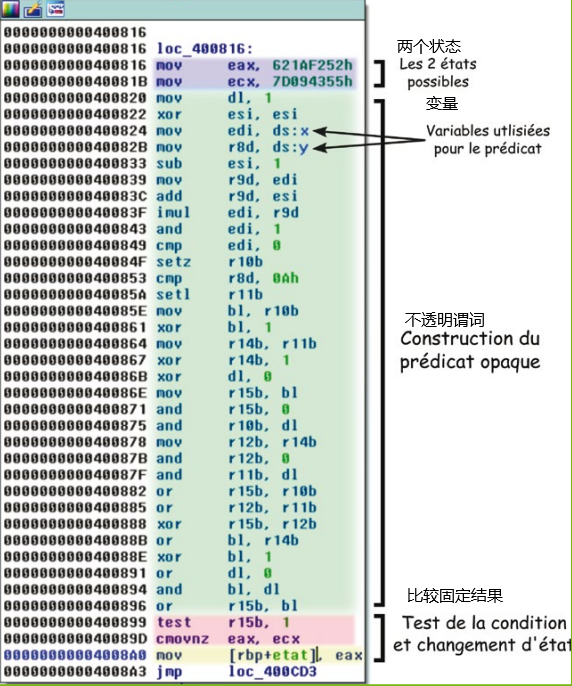 0000000000400816
0000000000400816 loc_400816:
0000000000400816 mov eax, 621AF252h
000000000040081B mov ecx, 7D094355h
0000000000400820 mov dl, 1
0000000000400822 xor esi, esi
0000000000400824 mov edi, ds:x
000000000040082B mov r8d, ds:y
0000000000400833 sub esi, 1
0000000000400839 mov r9d, edi
000000000040083C add r9d, esi
000000000040083F imul edi, r9d
0000000000400843 and edi, 1
0000000000400849 cmp edi, 0
000000000040084F setz r10b
0000000000400853 cmp r8d, 0Ah
000000000040085A setl r11b
000000000040085E mov bl, r10b
0000000000400861 xor bl, 1
0000000000400864 mov r14b, r11b
0000000000400867 xor r14b, 1
000000000040086B xor dl, 0
000000000040086E mov r15b, bl
0000000000400871 and r15b, 0
0000000000400875 and r10b, dl
0000000000400878 mov r12b, r14b
000000000040087B and r12b, 0
000000000040087F and r11b, dl
0000000000400882 or r15b, r10b
0000000000400885 or r12b, r11b
0000000000400888 xor r15b, r12b
000000000040088B or bl, r14b
000000000040088E xor bl, 1
0000000000400891 or dl, 0
0000000000400894 and bl, dl
0000000000400896 or r15b, bl
0000000000400899 test r15b, 1
000000000040089D cmovnz eax, ecx
00000000004008A0 mov [rbp+etat], eax
00000000004008A3 jmp loc_400CD3
两个状态
Les 2 états
possibles
变量
Variables utlisiées
pour le prédicat
不透明谓词
Construction du
prédicat opaque
比较固定结果
Test de la condition
et changement d'état